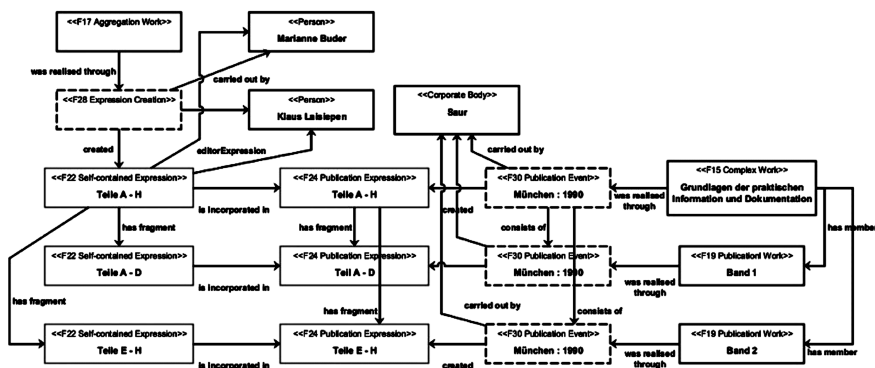 <<F17 Aggregation Work>>
<<Person>>
Marianne Buder
was realised through
carried out by
<<F28 Expression Creation>>
<<Person>>
Klaus Laisiepen
<<Corporate Body>>
Saur
created
editorExpression
carried out by
<<F22 Self-contained Expression>>
Teile A - H
<<F24 Publication Expression>>
Teile A - H
<<F30 Publication Event>>
München : 1990
<<F15 Complex Work>>
Grundlagen der praktischen
Information und Dokumentation
is Incorporated in
created
was realised
through
has fragment
has fragment
consists of
has member
<<F22 Self-contained Expression>>
Teile A - D
<<F24 Publication Expression>>
Teil A - D
<<F30 Publication Event>>
München : 1990
<<F19 Publicationl Work>>
Band 1
is Incorporated in
was realised
through
has fragment
has fragment
carried out by
consists of
<<F22 Self-contained Expression>>
Teile E - H
<<F24 Publication Expression>>
Teile E - H
<<F30 Publication Event>>
München : 1990
<<F19 Publicationl Work>>
Band 2
is Incorporated in
created
was realised
through
has member